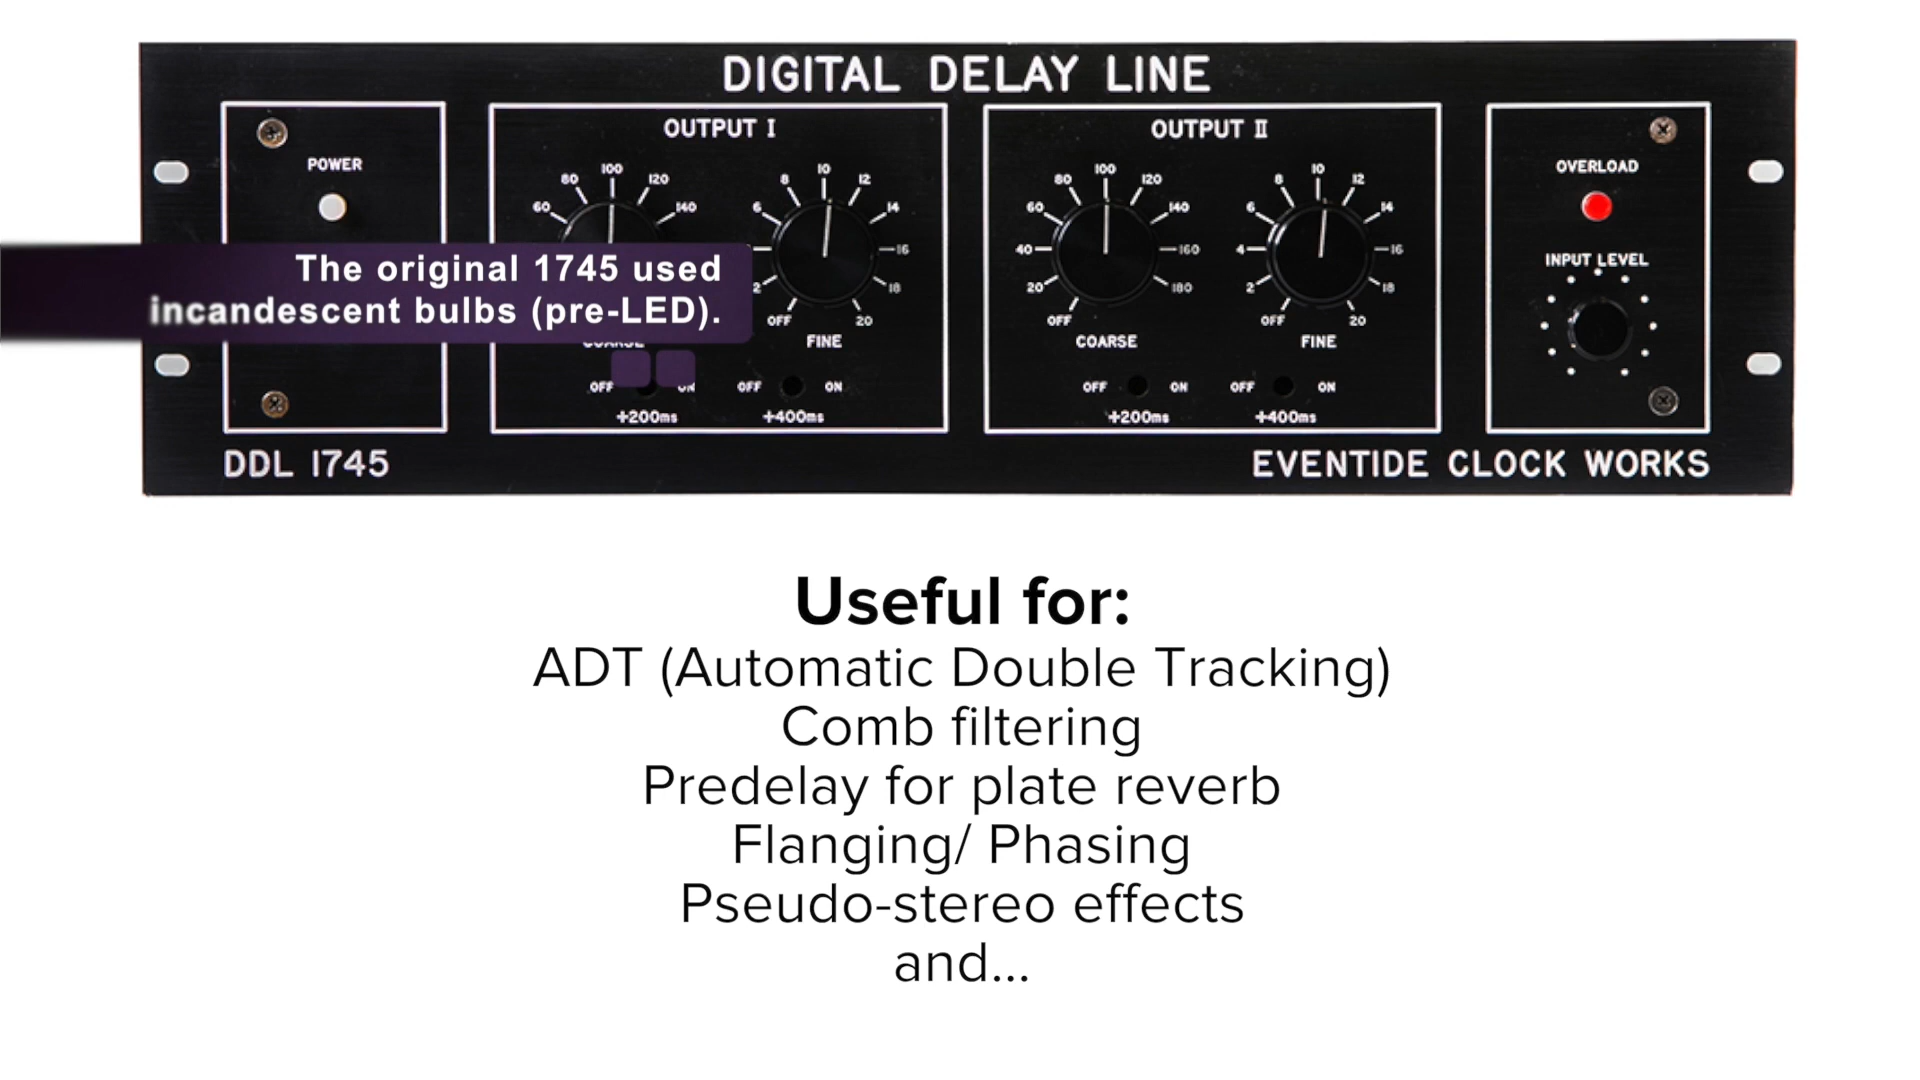 DIGITAL DELAY LINE
POWER
OUTPUT I
60 80 100 120 140
COARSE
OFF 2 6 8 10 12 14 16 18 20
FINE
OFF ON
+200ms
OFF ON
+400ms
OUTPUT II
OFF 20 40 60 80 100 120 140 160 180
COARSE
OFF 2 4 6 8 10 12 14 16 18 20
FINE
OFF ON
+200ms
OFF ON
+400ms
OVERLOAD
INPUT LEVEL
The original 1745 used
incandescent bulbs (pre-LED).
DDL 1745
EVENTIDE CLOCK WORKS
Useful for:
ADT (Automatic Double Tracking)
Comb filtering
Predelay for plate reverb
Flanging/ Phasing
Pseudo-stereo effects
and...